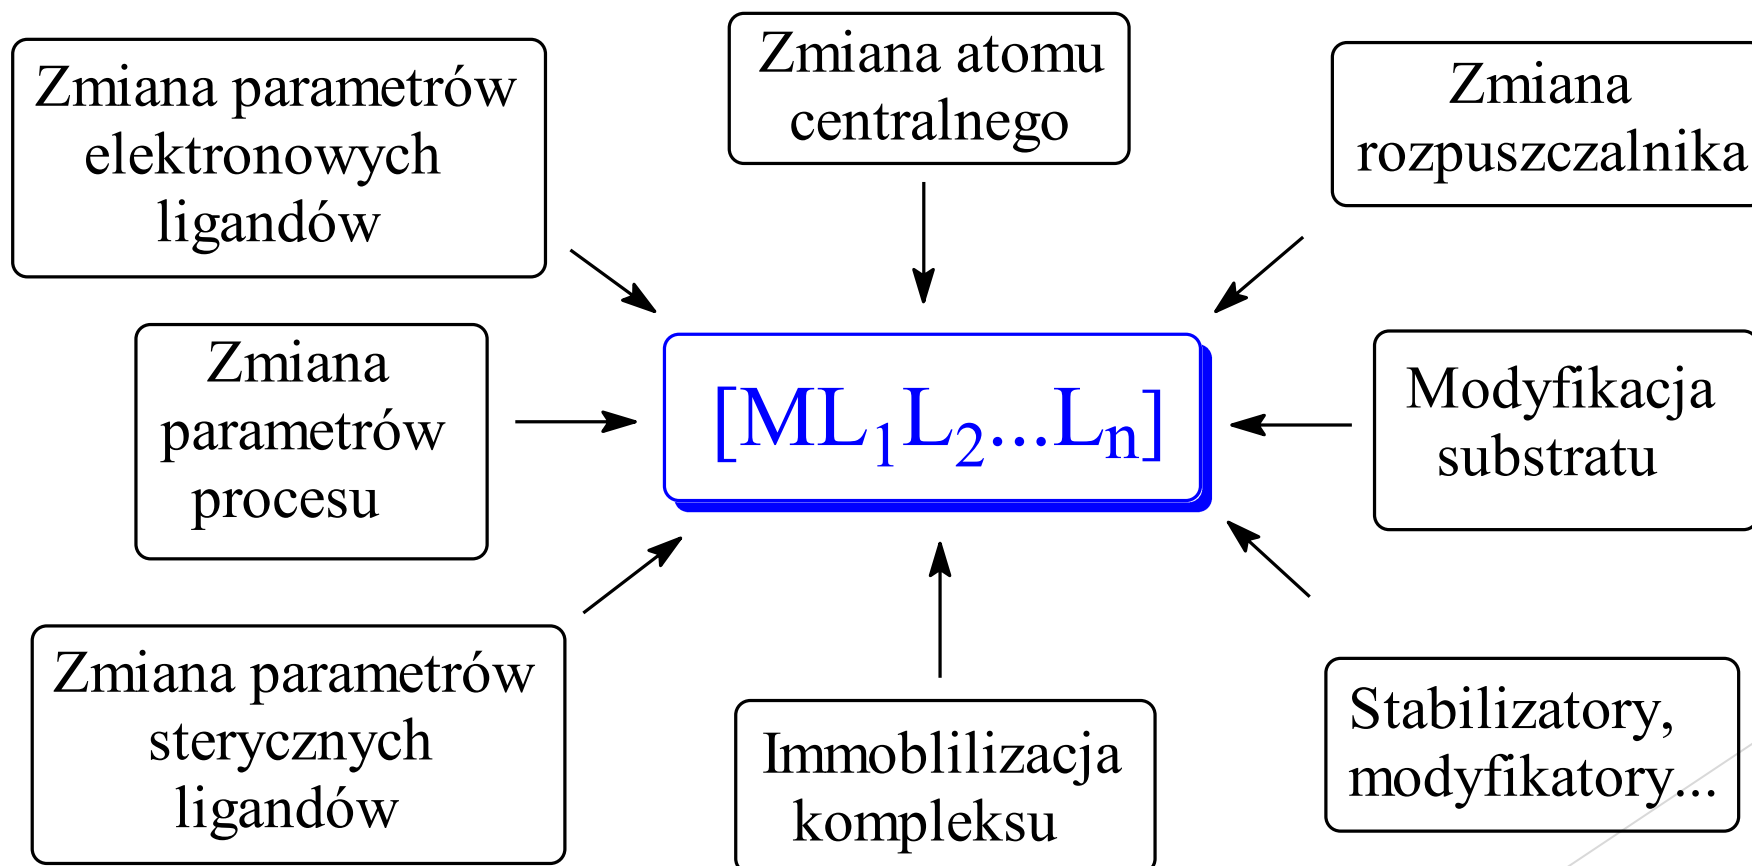 Zmiana parametrów
elektronowych
ligandów
Zmiana atomu
centralnego
Zmiana
rozpuszczalnika
Zmiana
parametrów
procesu
[ML₁L₂...Lₙ]
Modyfikacja
substratu
Zmiana parametrów
sterycznych
ligandów
Immoblilizacja
kompleksu
Stabilizatory,
modyfikatory...